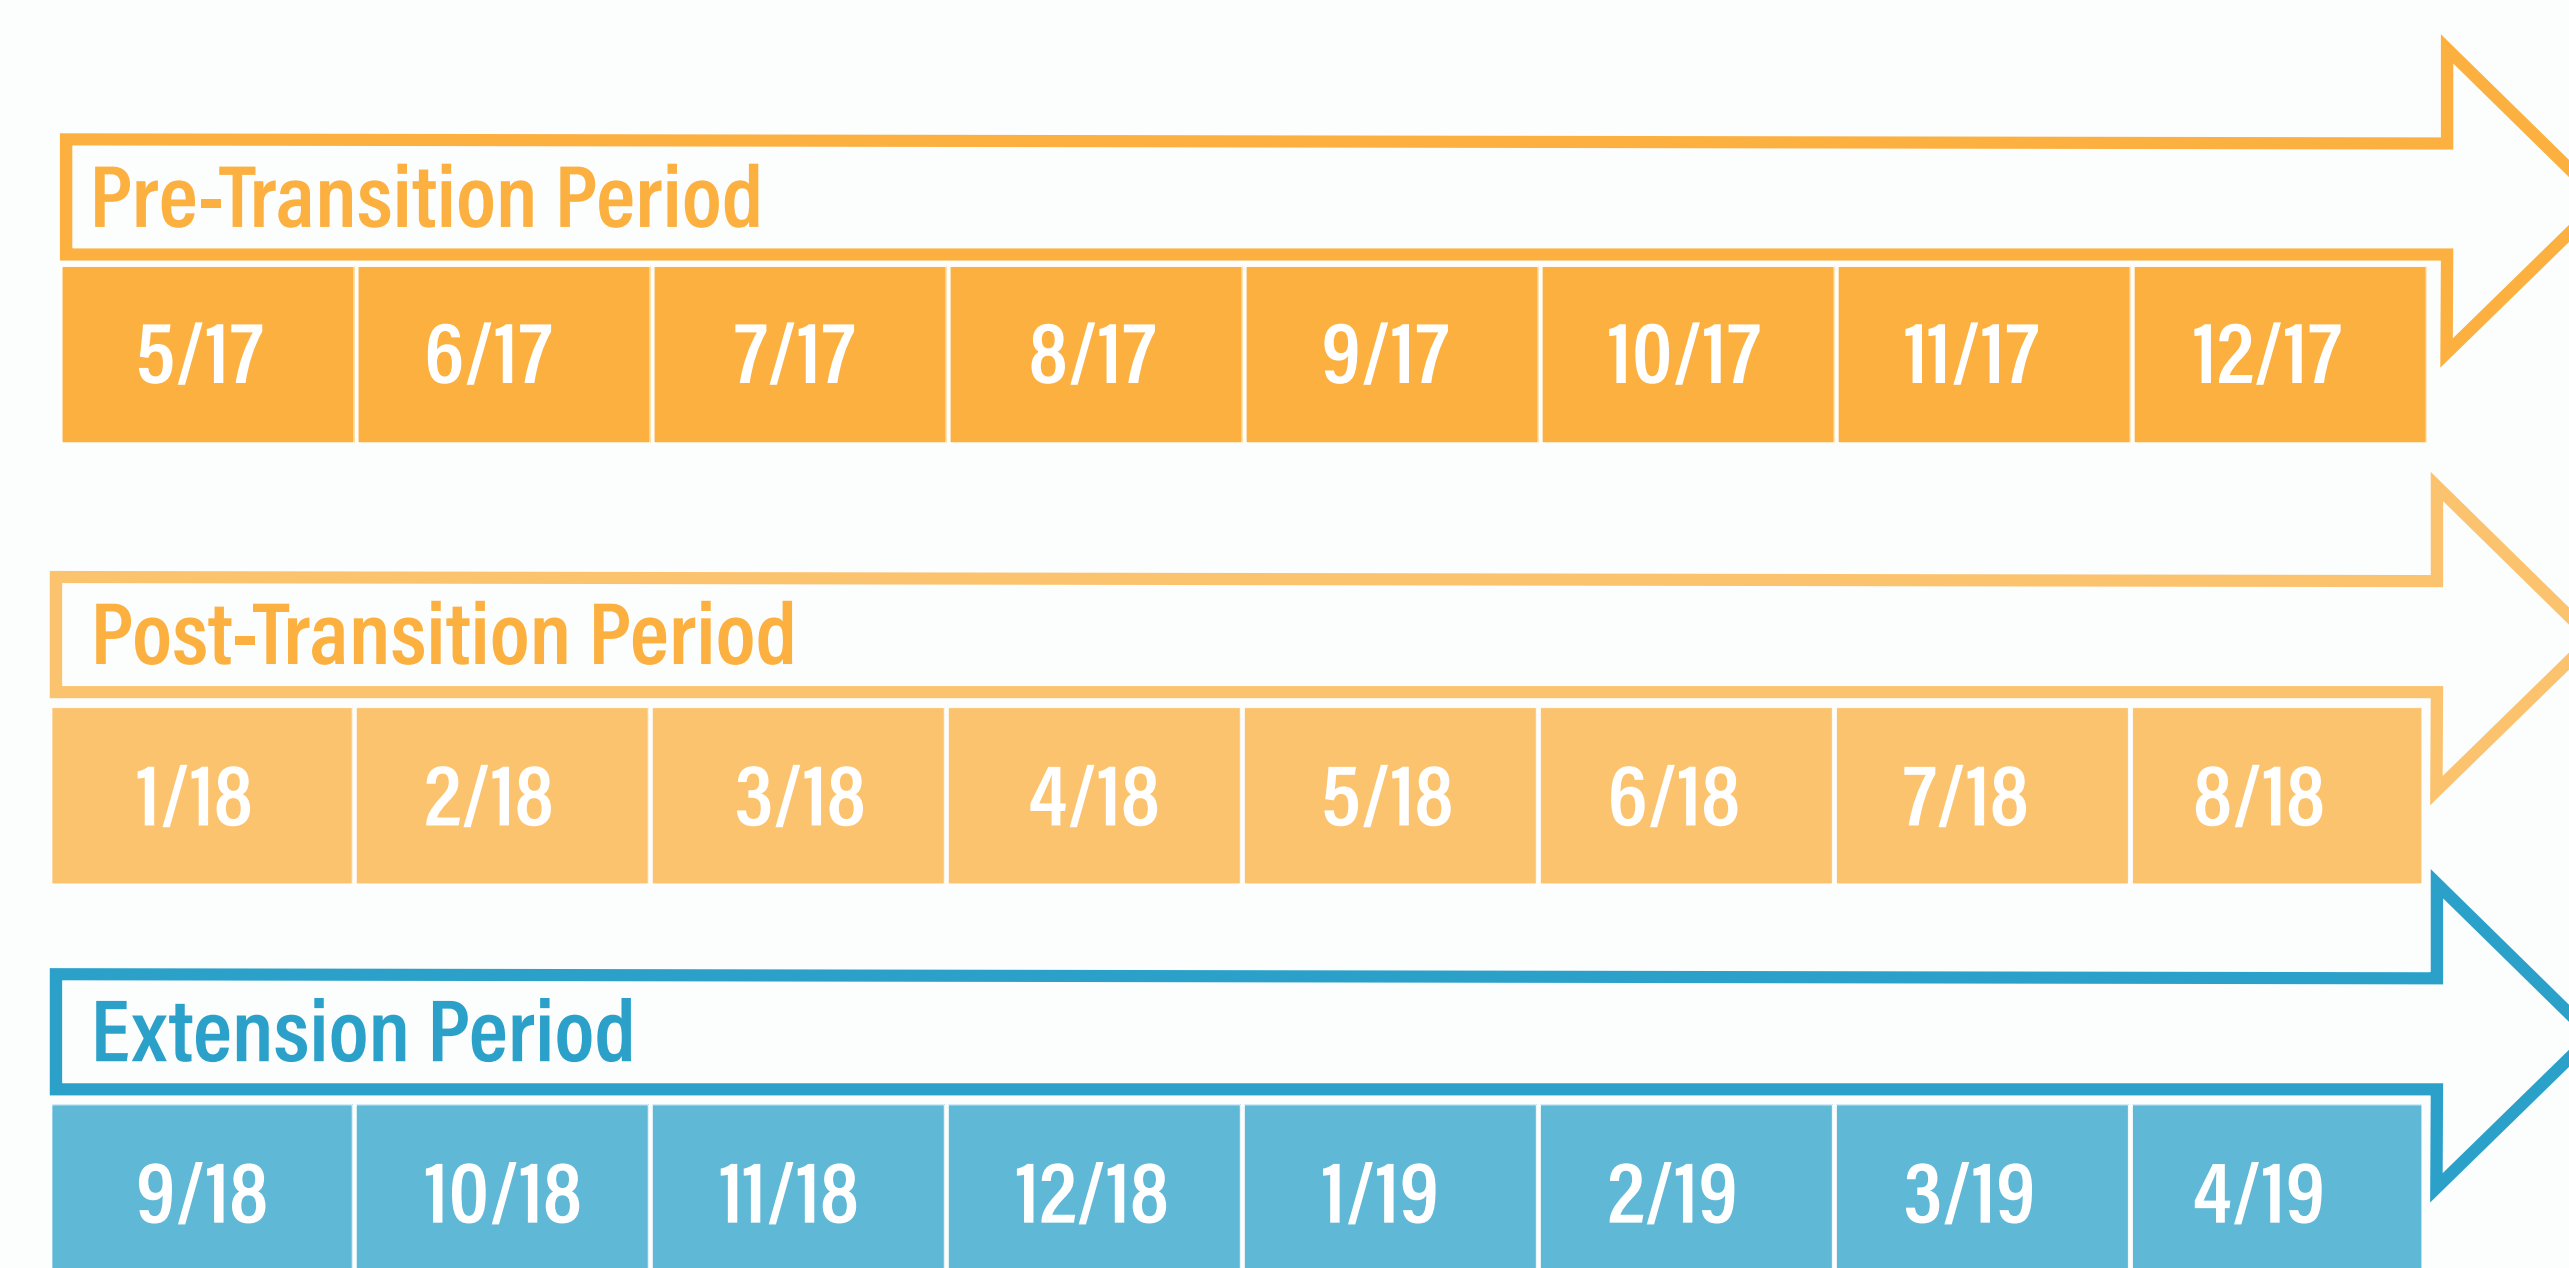 Pre-Transition Period
5/17 6/17 7/17 8/17 9/17 10/17 11/17 12/17
Post-Transition Period
1/18 2/18 3/18 4/18 5/18 6/18 7/18 8/18
Extension Period
9/18 10/18 11/18 12/18 1/19 2/19 3/19 4/19